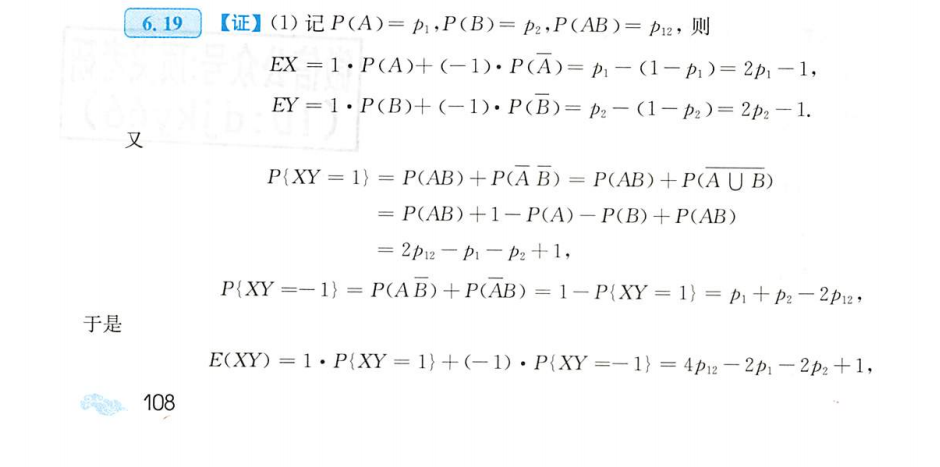 6.19 【证】(1) 记 P(A)= p₁,P(B)= p₂,P(AB)= p₁₂, 则
EX = 1·P(A)+(-1)·P(A̅)= p₁-(1-p₁)= 2p₁-1,
EY = 1·P(B)+(-1)·P(B̅)= p₂-(1-p₂)= 2p₂-1.
又
P{XY = 1} = P(AB)+P(A̅ B̅) = P(AB)+P(\overline{A ∪ B})
= P(AB)+1-P(A)-P(B)+P(AB)
= 2p₁₂-p₁-p₂+1,
P{XY =-1} = P(AB̅)+P(A̅B) = 1-P{XY = 1} = p₁+p₂-2p₁₂,
于是
E(XY) = 1·P{XY = 1}+(-1)·P{XY =-1} = 4p₁₂-2p₁-2p₂+1,
108